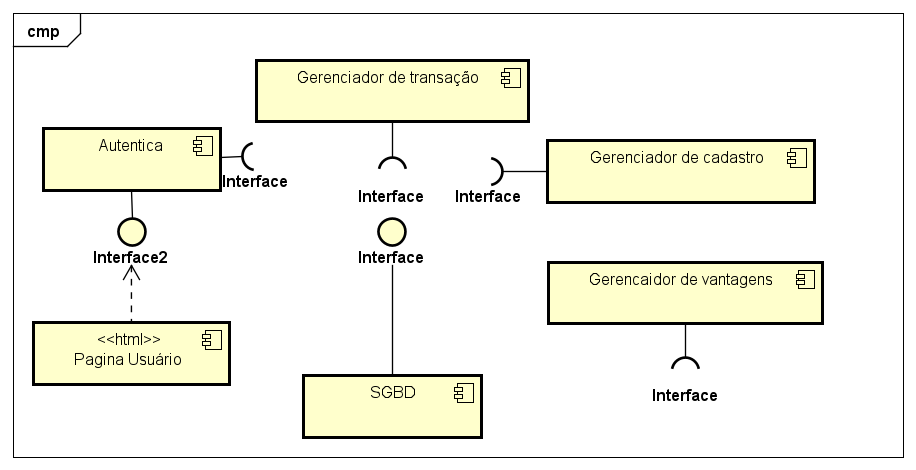 cmp
Gerenciador de transação
Autentica
Gerenciador de cadastro
Interface
Interface
Interface
Interface2
Interface
Gerencaidor de vantagens
<<html>>
Pagina Usuário
SGBD
Interface